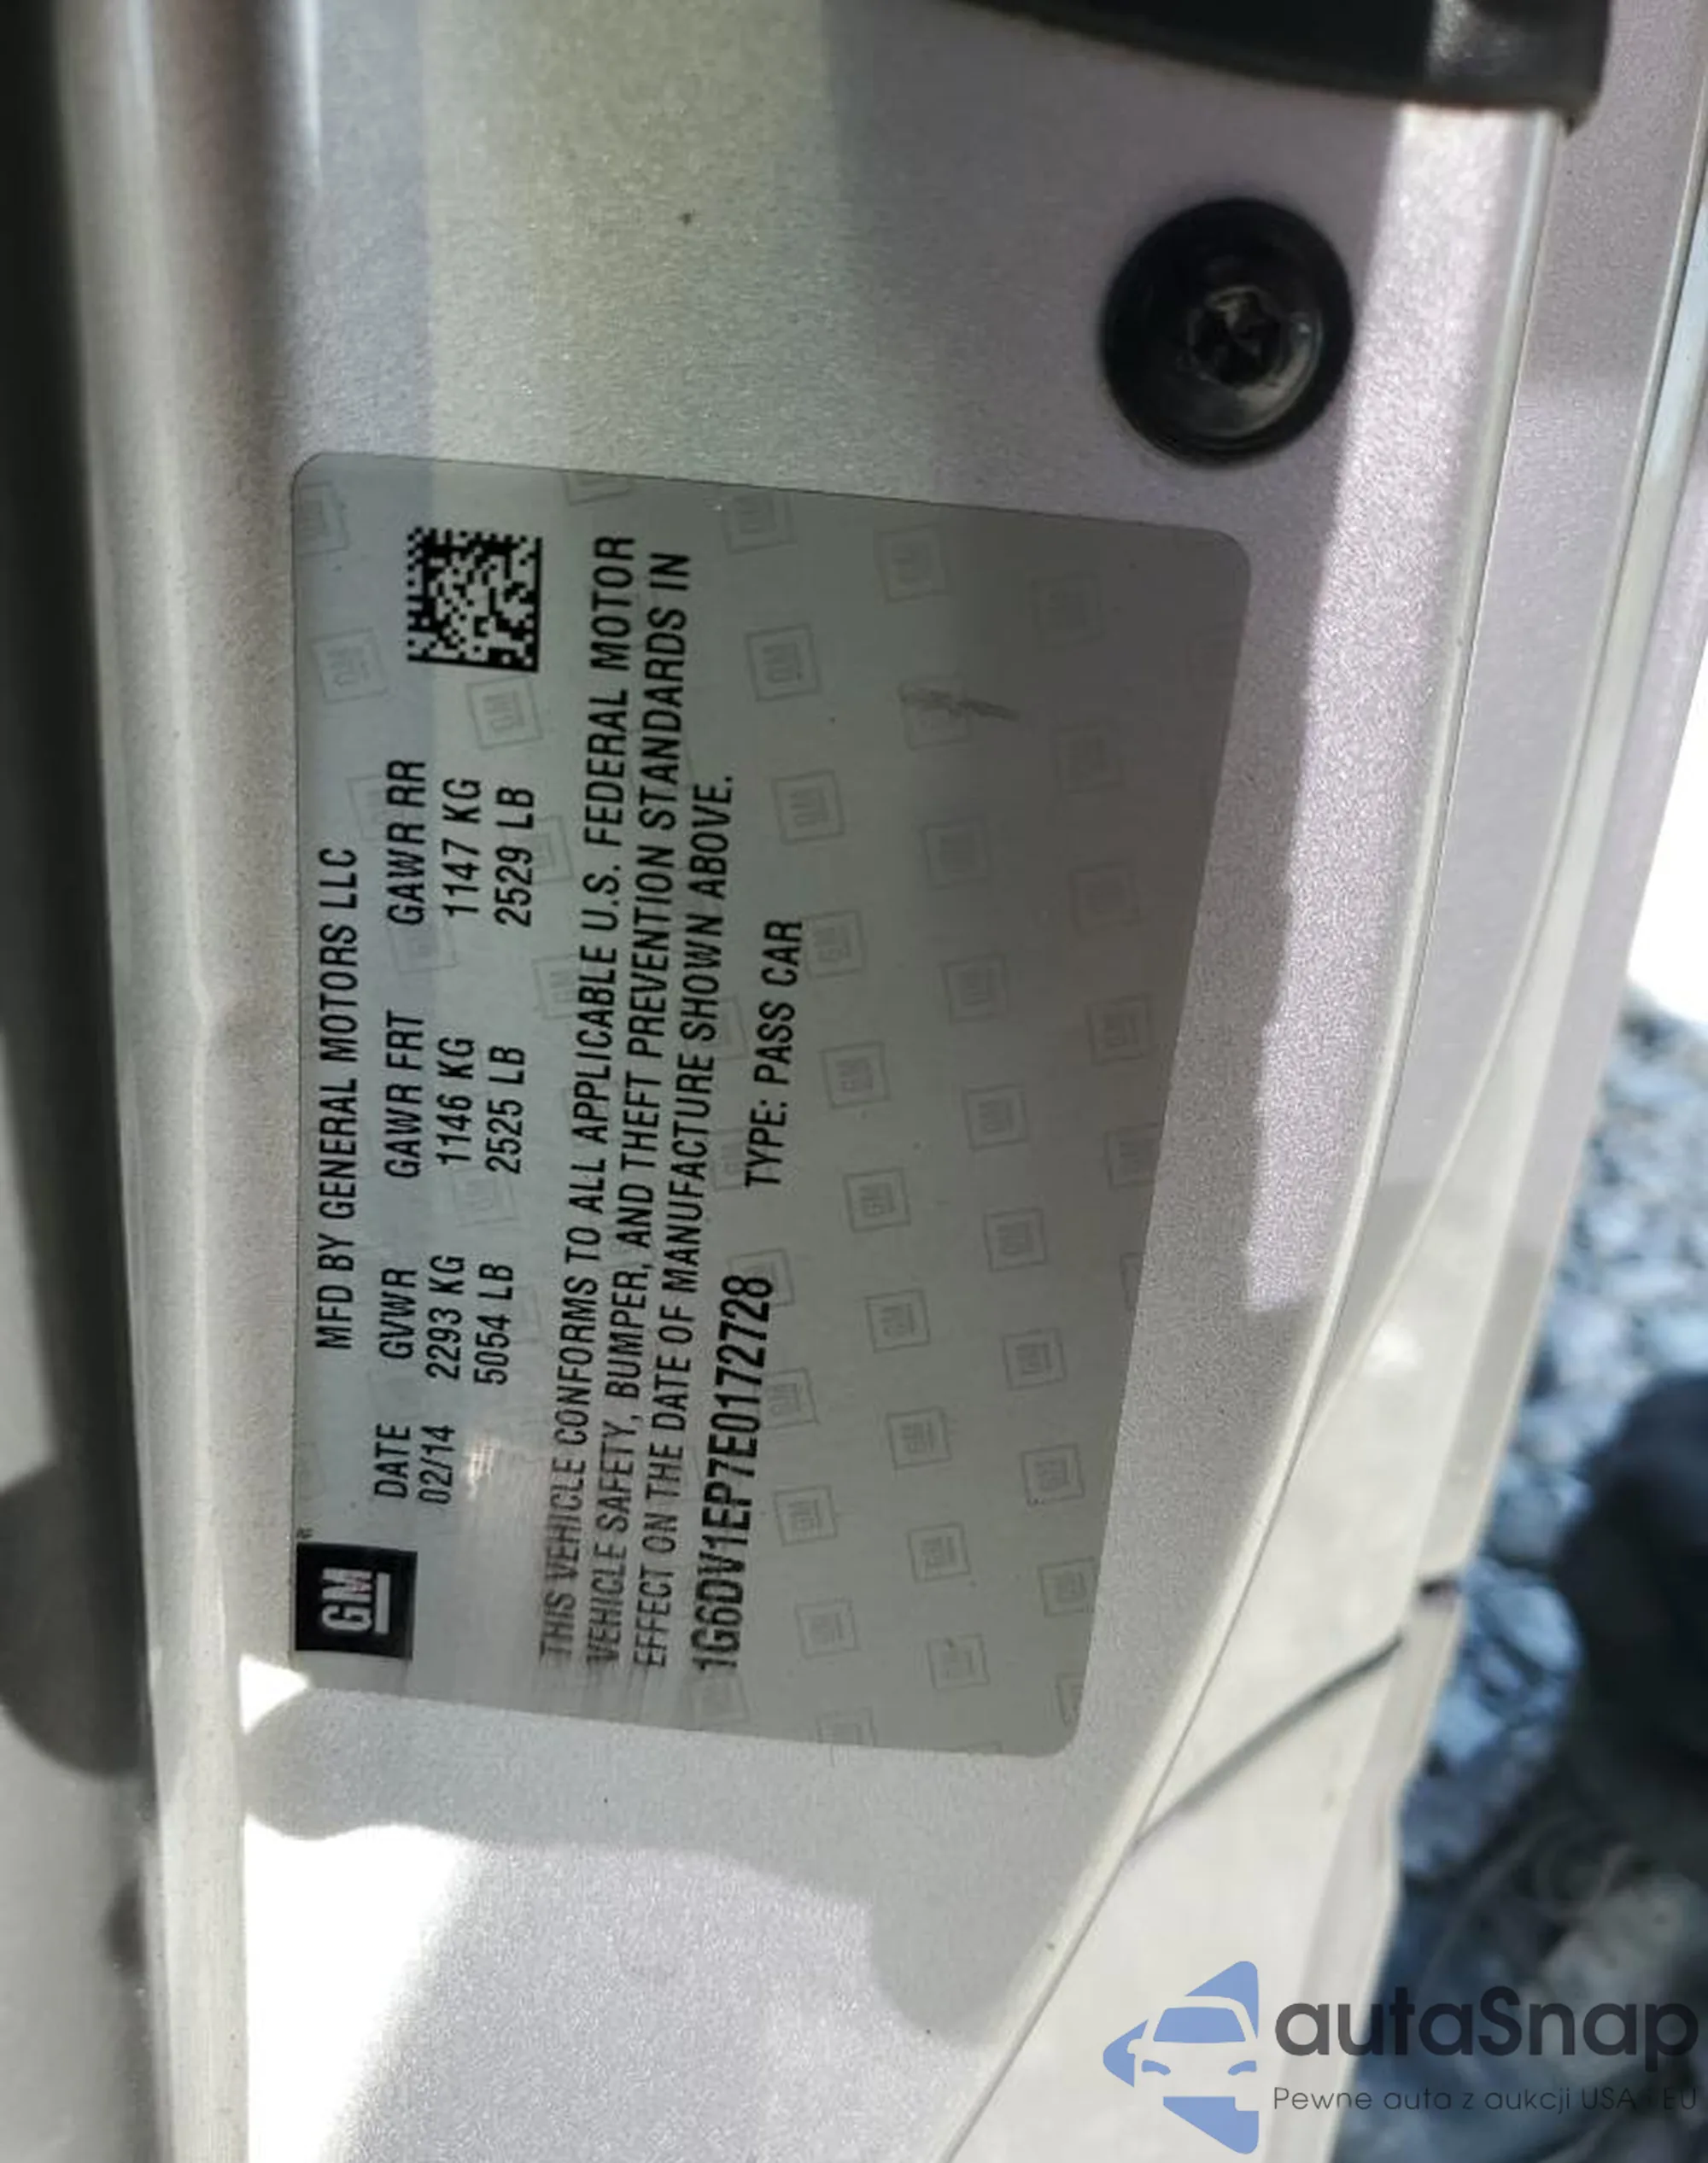 GM
MFD BY GENERAL MOTORS LLC
DATE GVWR GAWR FRT GAWR RR
02/14 2293 KG 1146 KG 1147 KG
5054 LB 2525 LB 2529 LB
THIS VEHICLE CONFORMS TO ALL APPLICABLE U.S. FEDERAL MOTOR
VEHICLE SAFETY, BUMPER, AND THEFT PREVENTION STANDARDS IN
EFFECT ON THE DATE OF MANUFACTURE SHOWN ABOVE.
1G6DV1EP7E0172728 TYPE: PASS CAR
autaSnap
Pewne auta z aukcji USA i EU